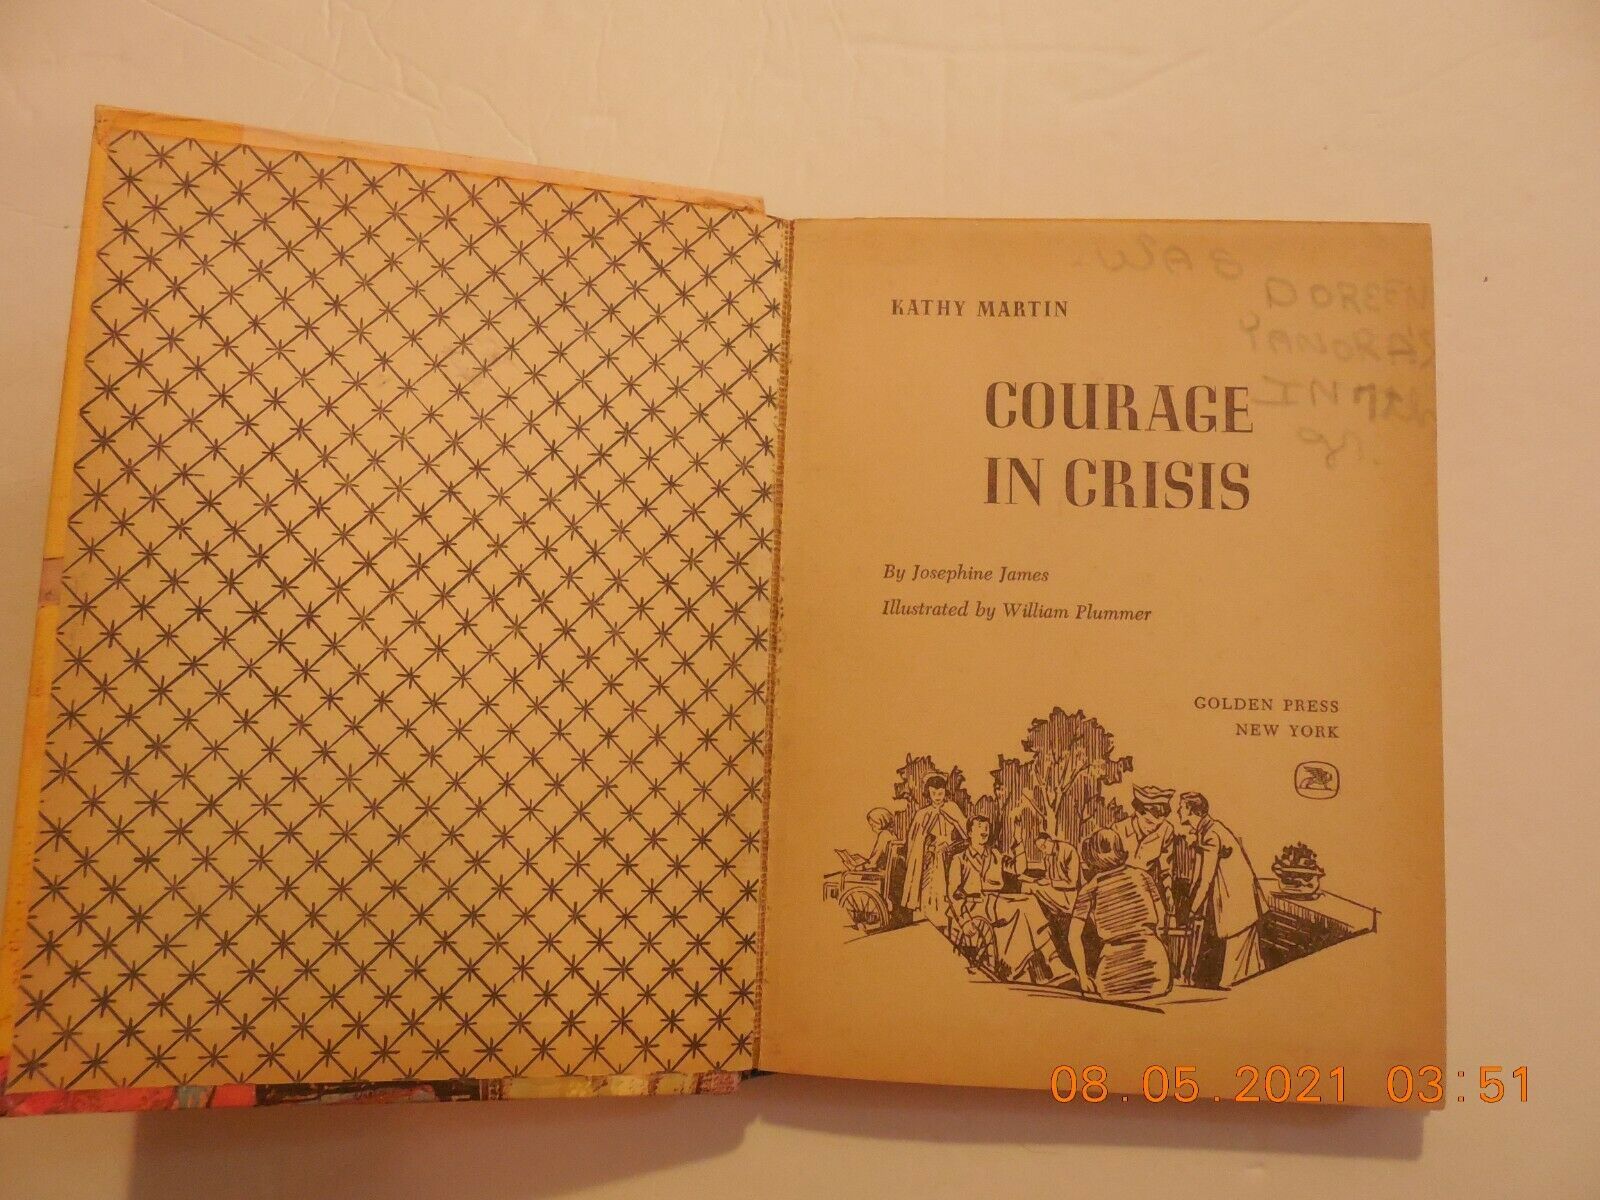 KATHY MARTIN
COURAGE
IN CRISIS
By Josephine James
Illustrated by William Plummer
GOLDEN PRESS
NEW YORK
DOREEN
08.05.2021 03:51